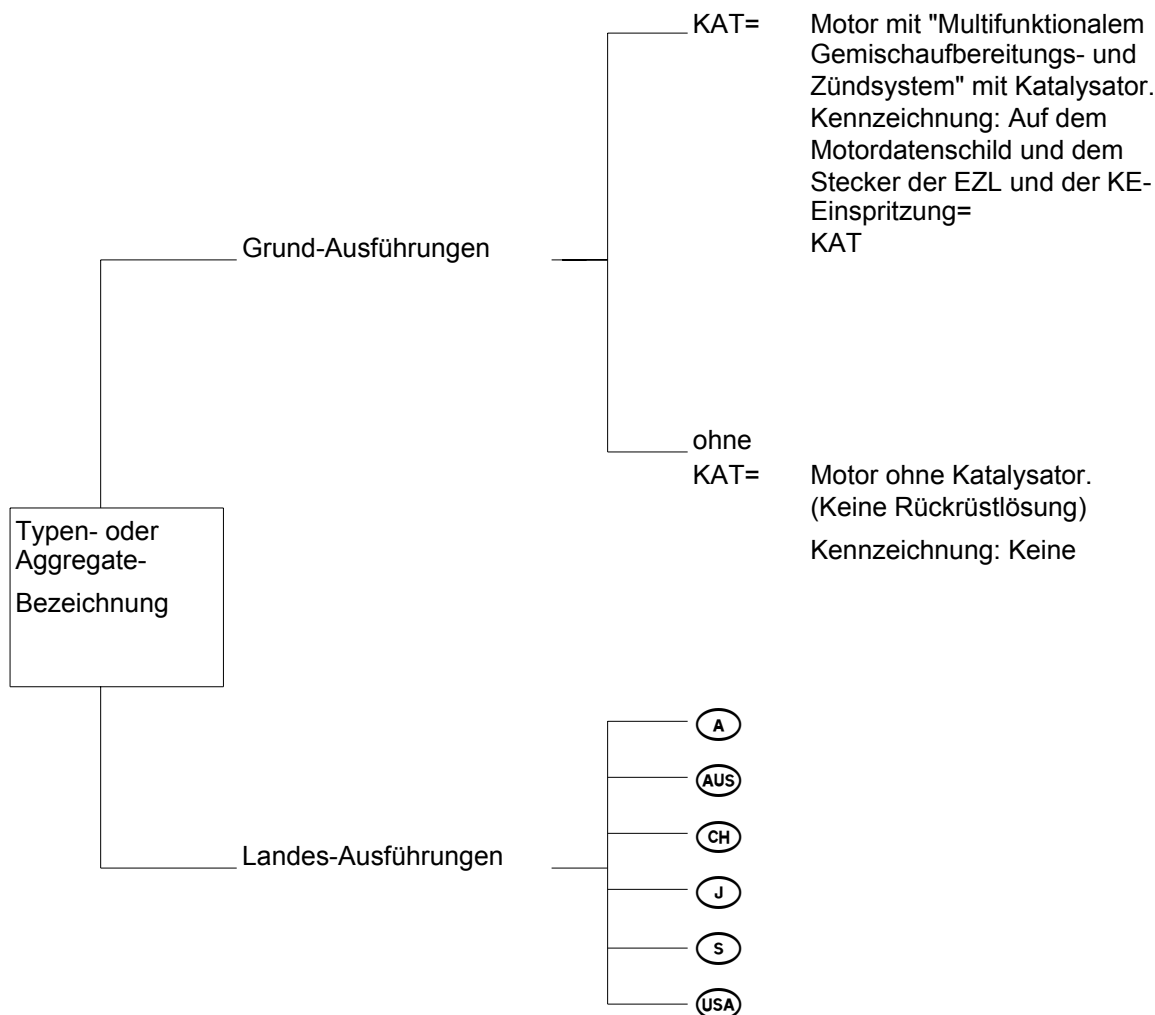 KAT= Motor mit "Multifunktionalem
Gemischaufbereitungs- und
Zündsystem" mit Katalysator.
Kennzeichnung: Auf dem
Motordatenschild und dem
Stecker der EZL und der KE-
Einspritzung=
KAT
Grund-Ausführungen
ohne
KAT= Motor ohne Katalysator.
(Keine Rückrüstlösung)
Kennzeichnung: Keine
Typen- oder
Aggregate-
Bezeichnung
Landes-Ausführungen
A
AUS
CH
J
S
USA